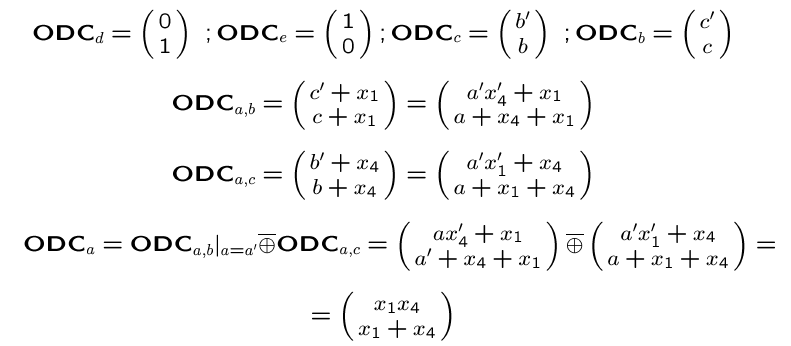 ODC_d = (0 1) ; ODC_e = (1 0) ; ODC_c = (b′ b) ; ODC_b = (c′ c)
ODC_{a,b} = (c′ + x_1 c + x_1) = (a′x′_4 + x_1 a + x_4 + x_1)
ODC_{a,c} = (b′ + x_4 b + x_4) = (a′x′_1 + x_4 a + x_1 + x_4)
ODC_a = ODC_{a,b}|_{a=a′} ⊕̅ ODC_{a,c} = (ax′_4 + x_1 a′ + x_4 + x_1) ⊕̅ (a′x′_1 + x_4 a + x_1 + x_4) =
= (x_1x_4 x_1 + x_4)